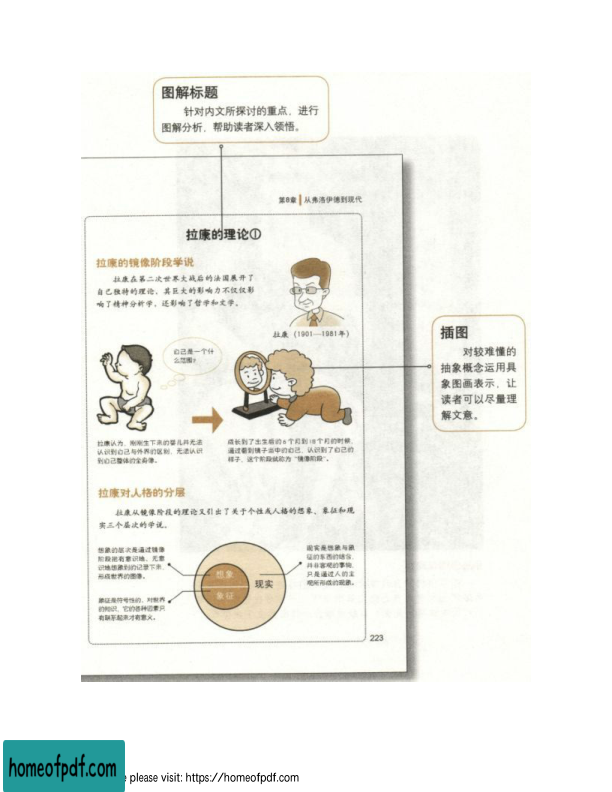 图解标题
针对内文所探讨的重点，进行
图解分析，帮助读者深入领悟。
第8章 从弗洛伊德到现代
拉康的理论①
拉康的镜像阶段学说
拉康在第二次世界大战后的法国展开了
自己独特的理论，其巨大的影响力不仅仅影
响了精神分析学，还影响了哲学和文学。
拉康（1901—1981年）
自己是一个什
么范围？
插图
对较难懂的
抽象概念运用具
象图画表示，让
读者可以尽量理
解文意。
拉康认为，刚刚生下来的婴儿并无法
认识到自己与外界的区别，无法认识
到自己整体的全面像。
成长到了出生后的6个月到18个月的时候，
通过看到镜子当中的自己，认识到了自己的
样子，这个阶段就称为“镜像阶段”。
拉康对人格的分层
拉康从镜像阶段的理论又引出了关于个性或人格的想象、象征和现
实三个层次的学说。
想象的层次是通过镜像
阶段把有意识地、无意
识地想象到的记录下来，
形成世界的图像。
象征是符号性的，对世界
的知识，它的各种因素只
有联系起来才有意义。
想象
象征
现实
现实是想象与象
征的东西的结合，
并非客观的事物，
只是通过人的主
观所形成的现象。
223
homeofpdf.com
e please visit: https://homeofpdf.com